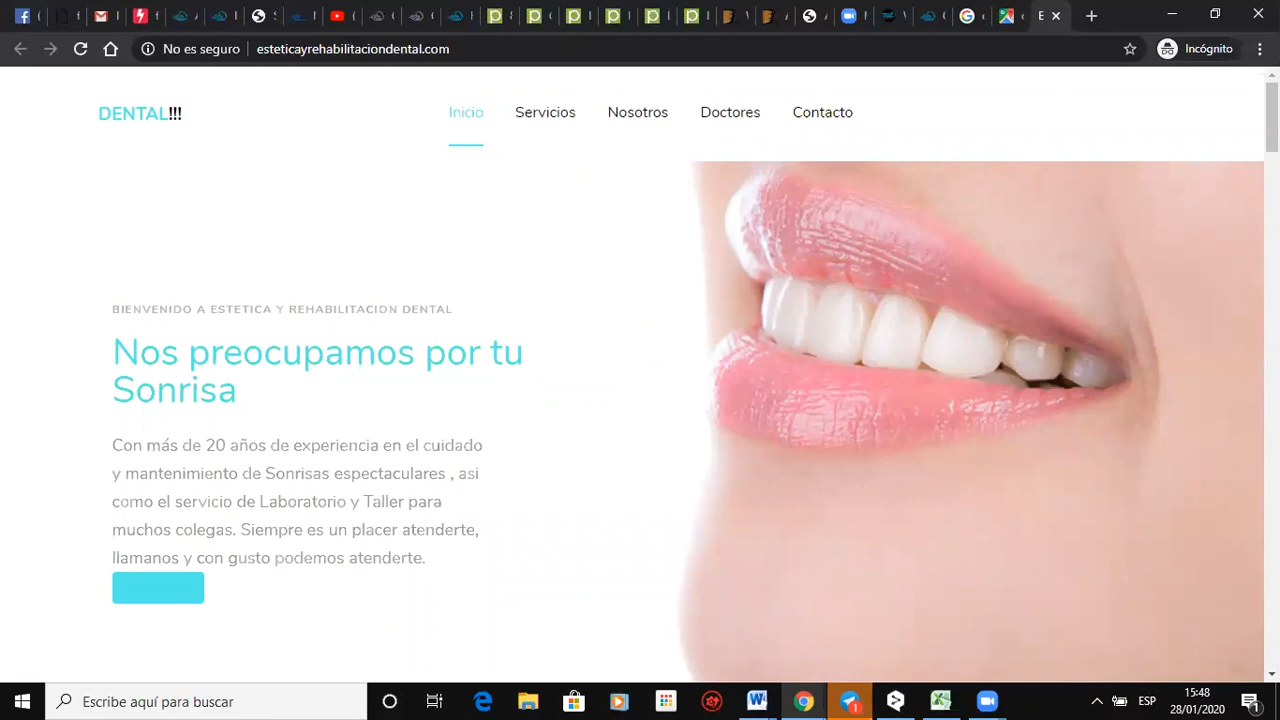 E
No es seguro
esteticayrehabilitaciondental.com
Incógnito
DENTAL!!!
Inicio
Servicios
Nosotros
Doctores
Contacto
BIENVENIDO A ESTETICA Y REHABILITACION DENTAL
Nos preocupamos por tu
Sonrisa
Con más de 20 años de experiencia en el cuidado
y mantenimiento de Sonrisas espectaculares , asi
como el servicio de Laboratorio y Taller para
muchos colegas. Siempre es un placer atenderte,
llamanos y con gusto podemos atenderte.
Escribe aquí para buscar
1
ESP
15:48
28/01/2020
1